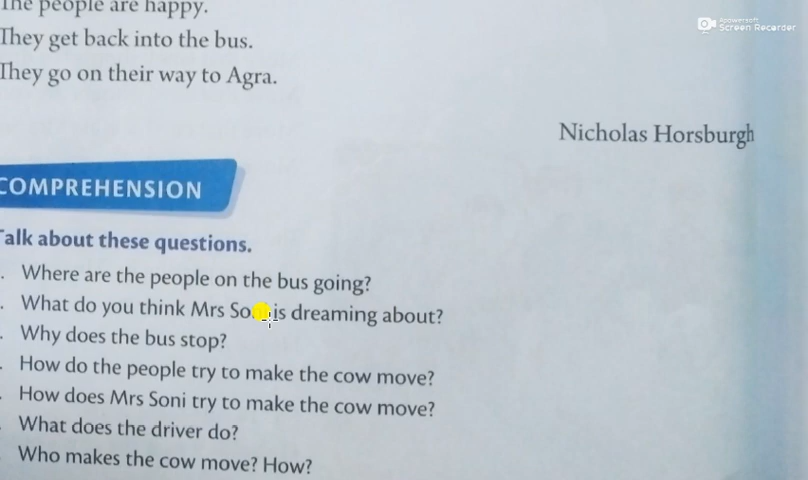 The people are happy.
Apowersoft
Screen Recorder
They get back into the bus.
They go on their way to Agra.
Nicholas Horsburgh
COMPREHENSION
Talk about these questions.
. Where are the people on the bus going?
. What do you think Mrs Soni is dreaming about?
. Why does the bus stop?
. How do the people try to make the cow move?
. How does Mrs Soni try to make the cow move?
. What does the driver do?
Who makes the cow move? How?